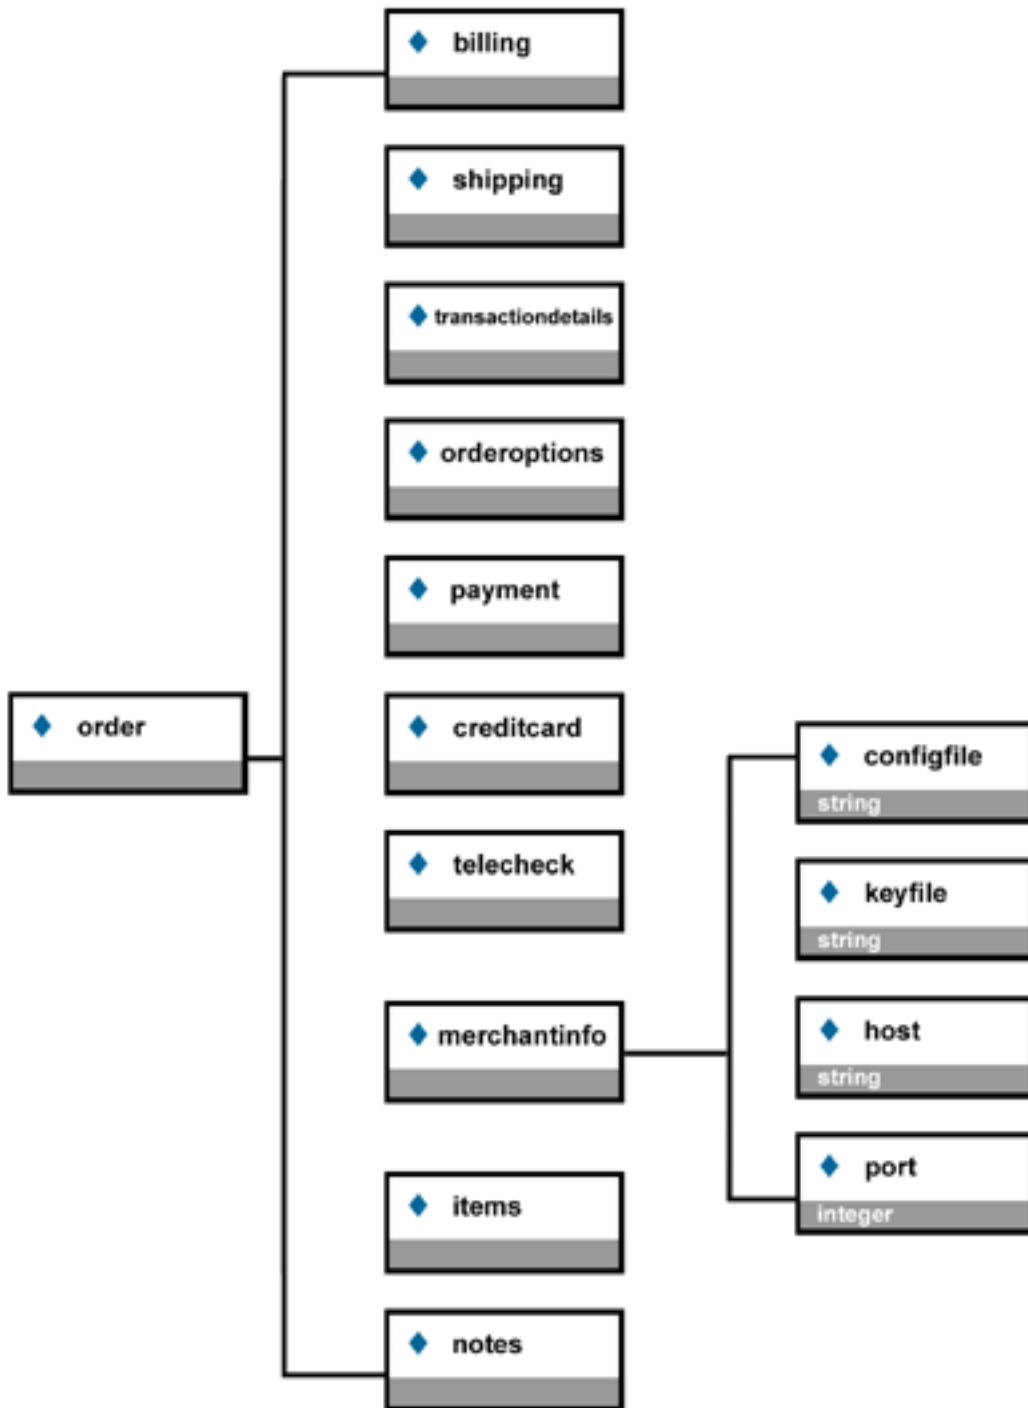 billing
shipping
transactiondetails
orderoptions
payment
order
creditcard
configfile
string
telecheck
keyfile
string
merchantinfo
host
string
port
integer
items
notes